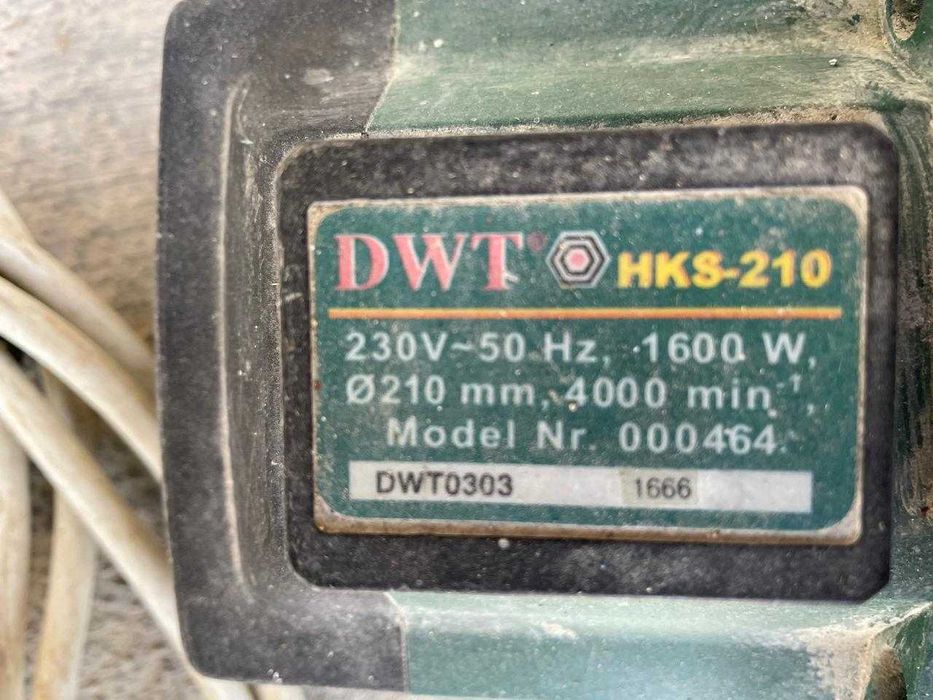 DWT® HKS-210
230V~50 Hz, 1600 W,
Ø210 mm, 4000 min⁻¹,
Model Nr. 000464
DWT0303 1666